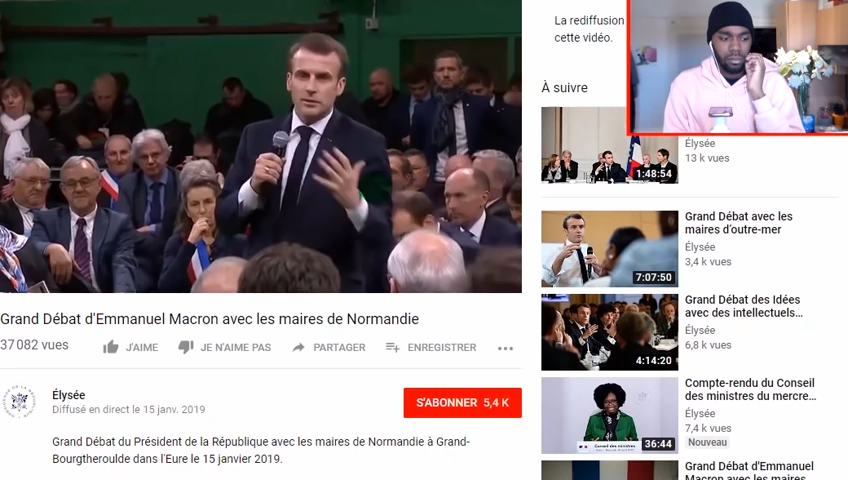 La rediffusion
cette vidéo.
À suivre
Élysée
13 k vues
1:48:54
Grand Débat avec les
maires d'outre-mer
Élysée
3,4 k vues
7:07:50
Grand Débat des Idées
avec des intellectuels…
Élysée
6,8 k vues
4:14:20
Compte-rendu du Conseil
des ministres du mercre…
Élysée
7,4 k vues
Nouveau
36:44
Grand Débat d'Emmanuel
Macron avec les maires
Grand Débat d'Emmanuel Macron avec les maires de Normandie
37 082 vues
J'AIME
JE N'AIME PAS
PARTAGER
ENREGISTRER
Élysée
Diffusé en direct le 15 janv. 2019
S'ABONNER 5,4 K
Grand Débat du Président de la République avec les maires de Normandie à Grand-
Bourgtheroulde dans l'Eure le 15 janvier 2019.